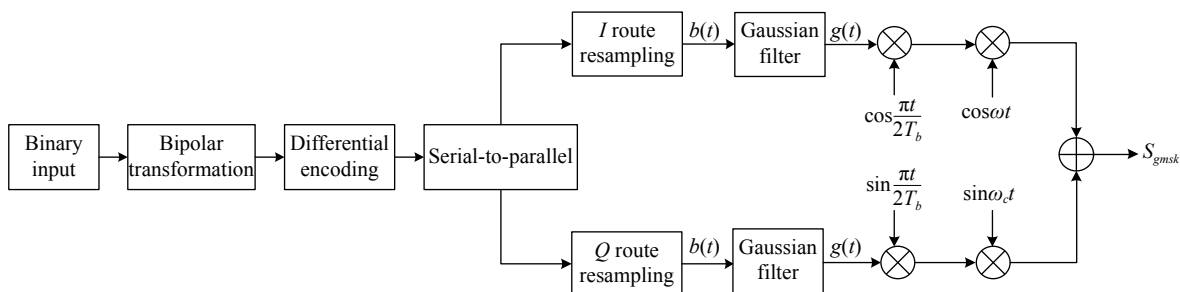 Binary
input
Bipolar
transformation
Differential
encoding
Serial-to-parallel
I route
resampling
b(t)
Gaussian
filter
g(t)
cos πt/2T_b
cosωt
Q route
resampling
b(t)
Gaussian
filter
g(t)
sin πt/2T_b
sinω_ct
S_gmsk